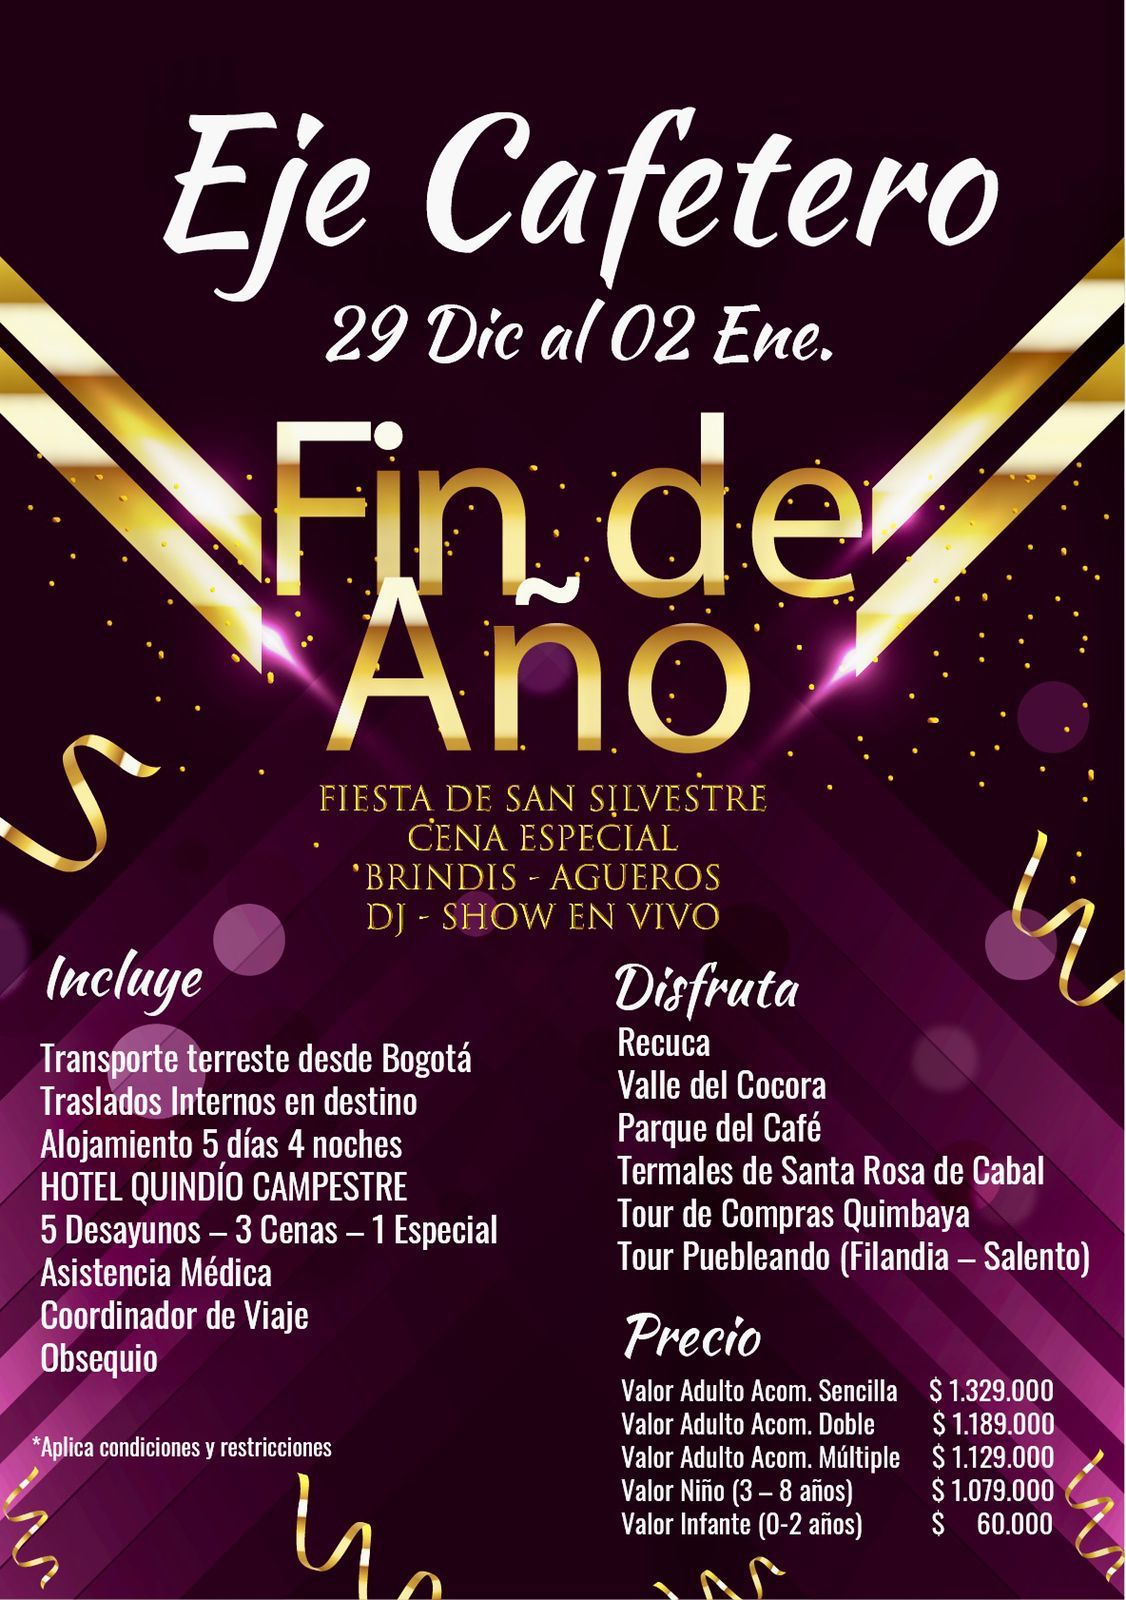 Eje Cafetero
29 Dic al 02 Ene.
Fin de
Año
FIESTA DE SAN SILVESTRE
CENA ESPECIAL
BRINDIS - AGUEROS
DJ - SHOW EN VIVO
Incluye
Transporte terreste desde Bogotá
Traslados Internos en destino
Alojamiento 5 días 4 noches
HOTEL QUINDÍO CAMPESTRE
5 Desayunos – 3 Cenas – 1 Especial
Asistencia Médica
Coordinador de Viaje
Obsequio
*Aplica condiciones y restricciones
Disfruta
Recuca
Valle del Cocora
Parque del Café
Termales de Santa Rosa de Cabal
Tour de Compras Quimbaya
Tour Puebleando (Filandia – Salento)
Precio
Valor Adulto Acom. Sencilla $ 1.329.000
Valor Adulto Acom. Doble $ 1.189.000
Valor Adulto Acom. Múltiple $ 1.129.000
Valor Niño (3 – 8 años) $ 1.079.000
Valor Infante (0-2 años) $ 60.000